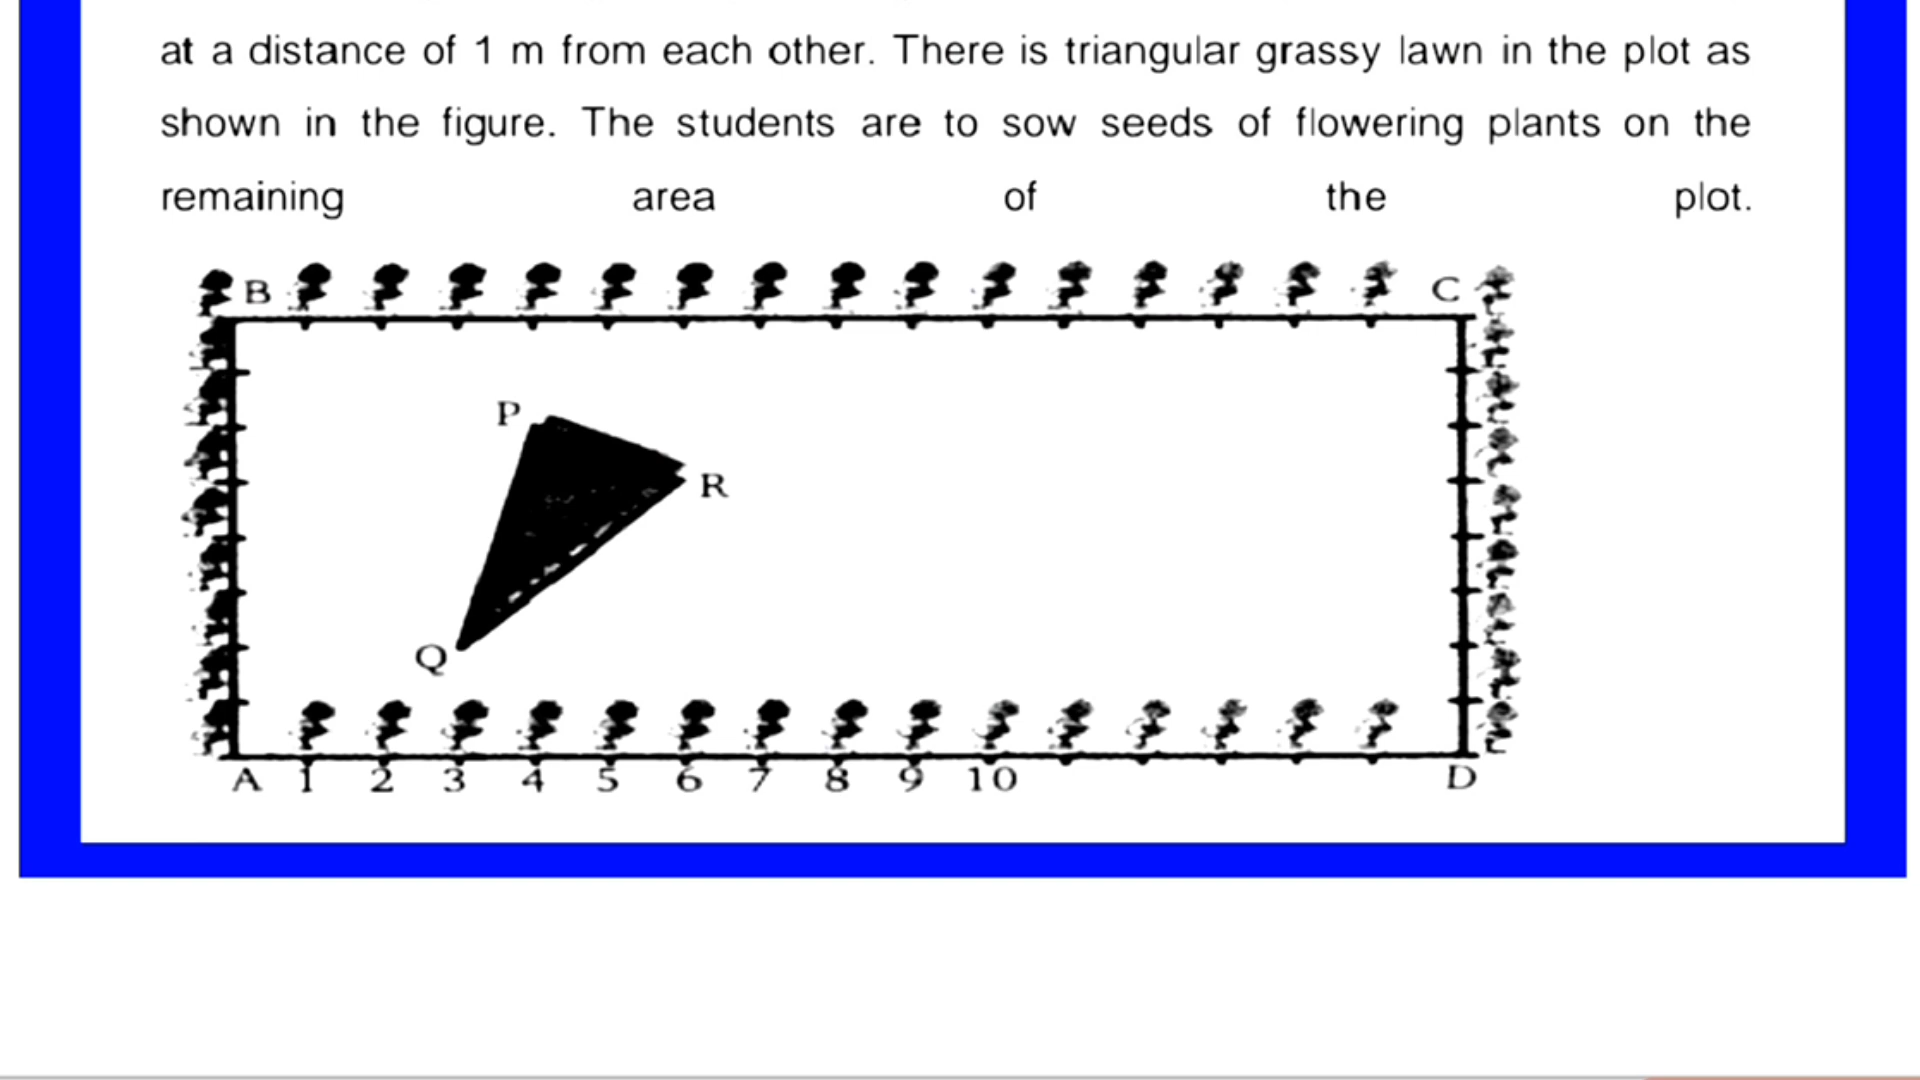 at a distance of 1 m from each other. There is triangular grassy lawn in the plot as
shown in the figure. The students are to sow seeds of flowering plants on the
remaining area of the plot.
B C
P
R
Q
A 1 2 3 4 5 6 7 8 9 10 D